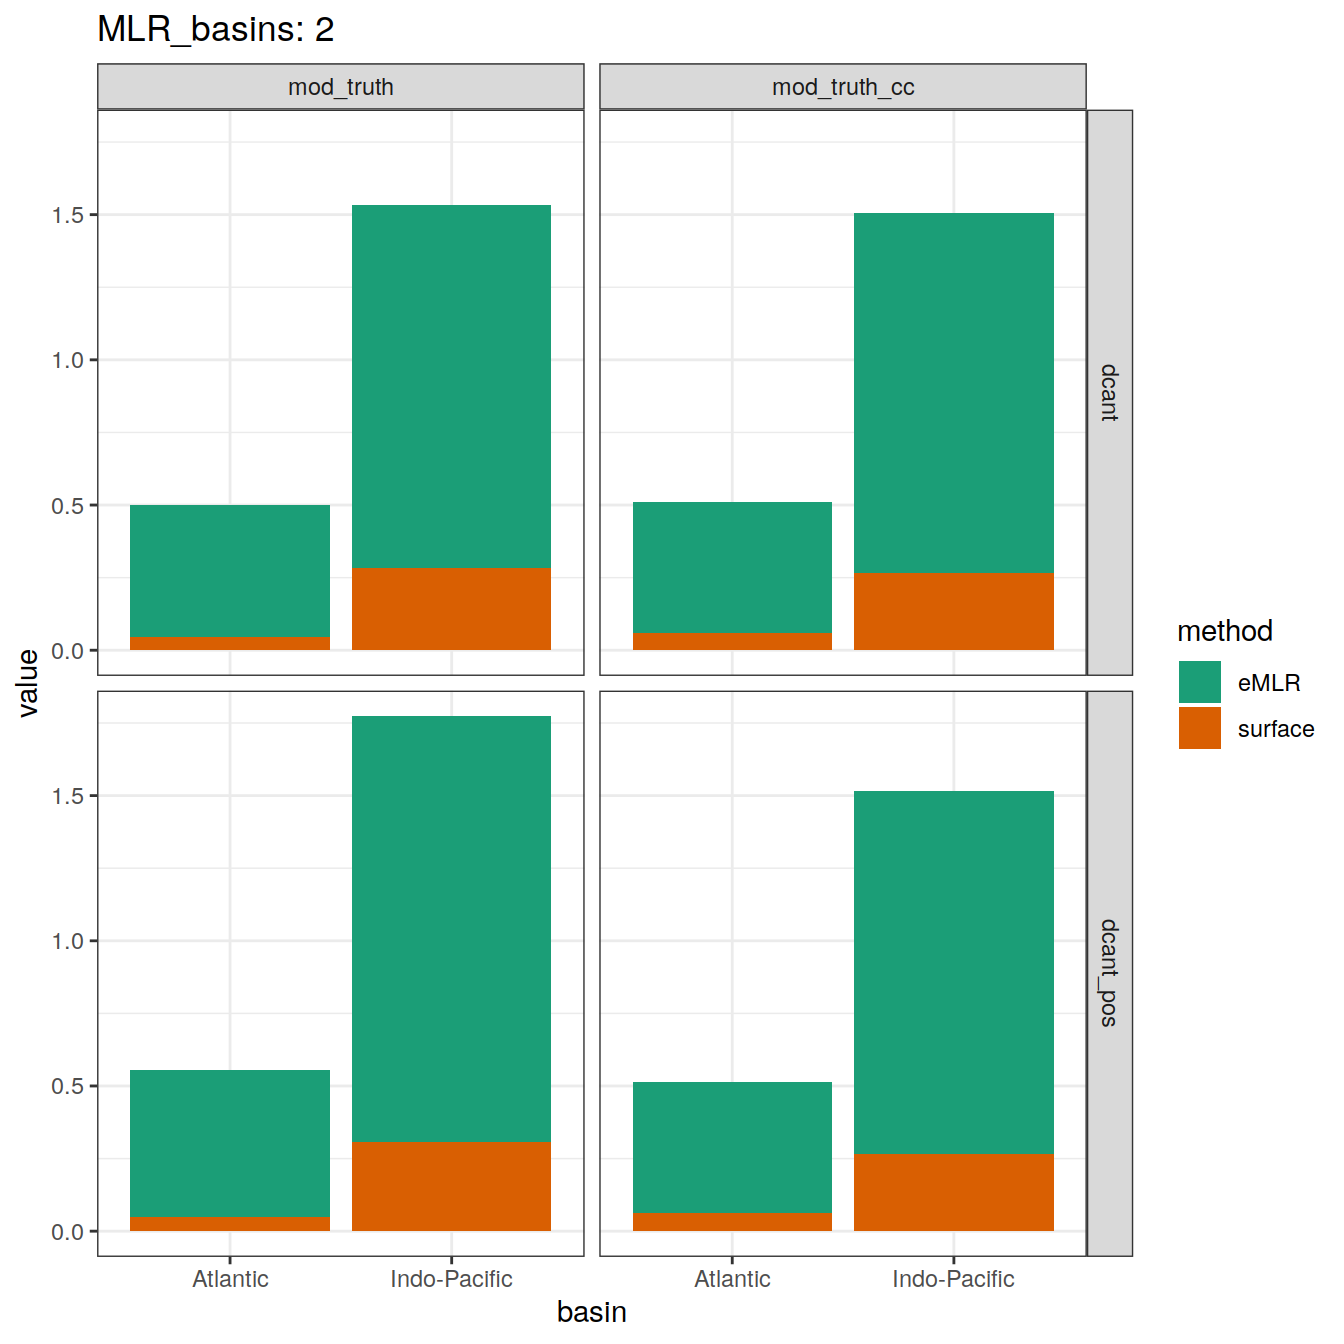 MLR_basins: 2
mod_truth
mod_truth_cc
1.5
1.0
0.5
0.0
dcant
value
1.5
1.0
0.5
0.0
dcant_pos
Atlantic
Indo-Pacific
Atlantic
Indo-Pacific
basin
method
eMLR
surface